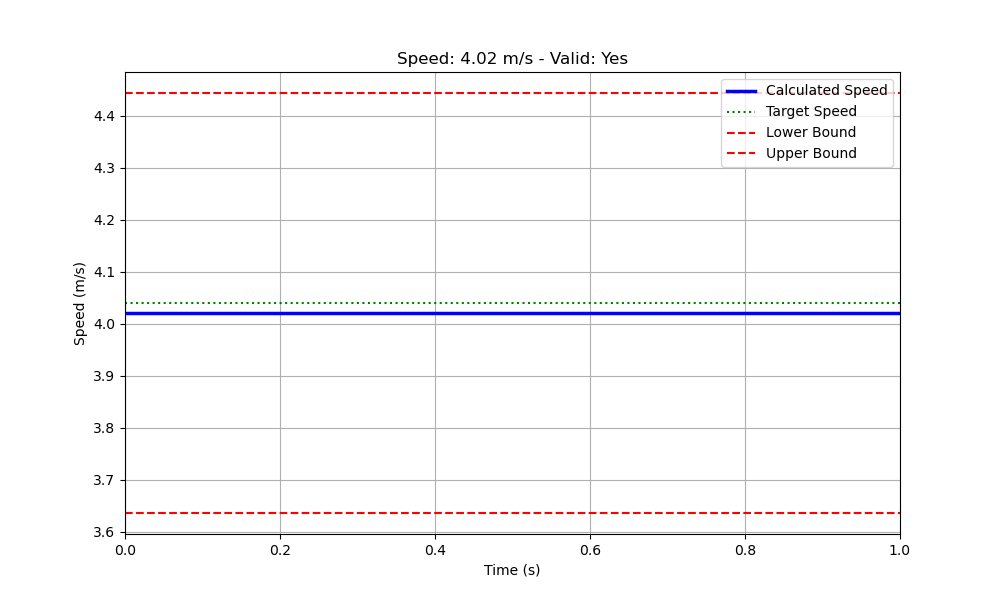 Speed: 4.02 m/s - Valid: Yes
Calculated Speed
Target Speed
Lower Bound
Upper Bound
Speed (m/s)
4.4
4.3
4.2
4.1
4.0
3.9
3.8
3.7
3.6
0.0 0.2 0.4 0.6 0.8 1.0
Time (s)